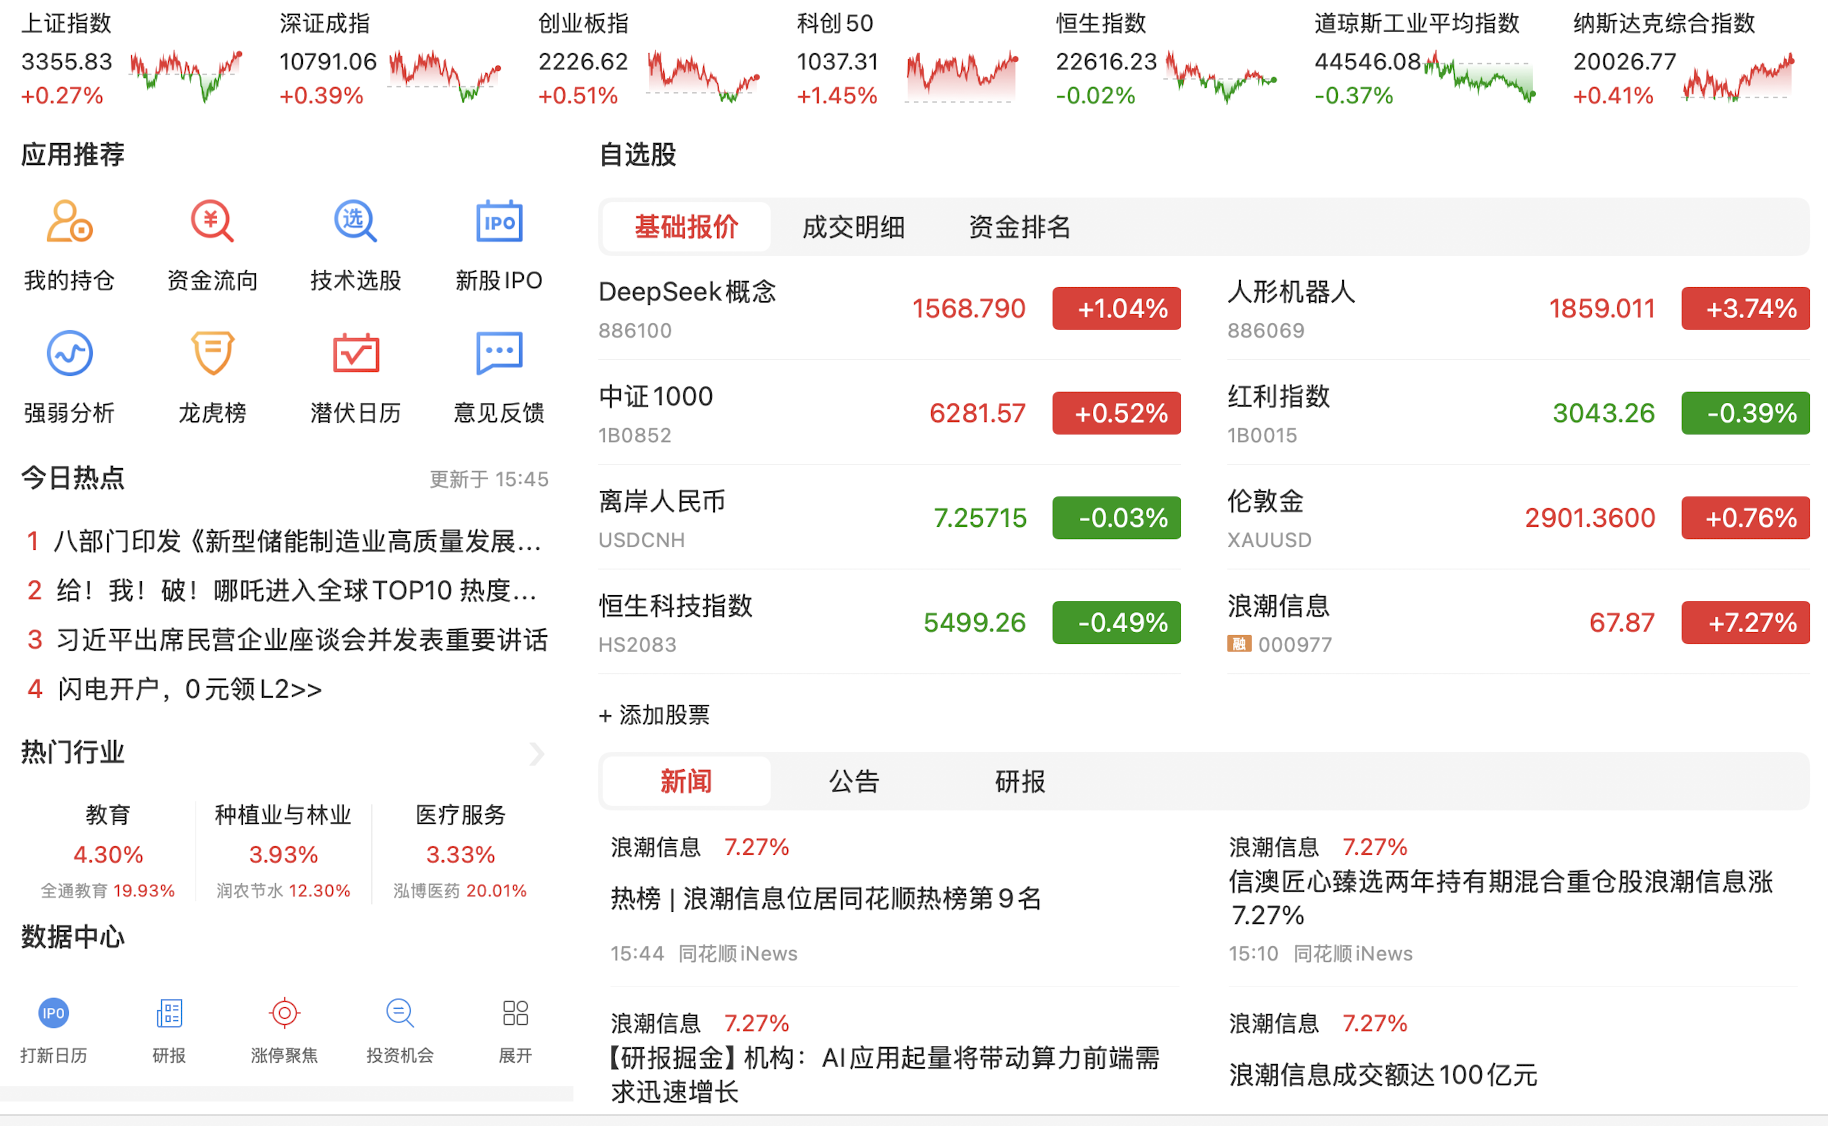 上证指数
3355.83
+0.27%
深证成指
10791.06
+0.39%
创业板指
2226.62
+0.51%
科创50
1037.31
+1.45%
恒生指数
22616.23
-0.02%
道琼斯工业平均指数
44546.08
-0.37%
纳斯达克综合指数
20026.77
+0.41%
应用推荐
¥
选
IPO
我的持仓
资金流向
技术选股
新股IPO
强弱分析
龙虎榜
潜伏日历
意见反馈
今日热点
更新于 15:45
1 八部门印发《新型储能制造业高质量发展...
2 给！我！破！哪吒进入全球TOP10 热度...
3 习近平出席民营企业座谈会并发表重要讲话
4 闪电开户，0元领L2>>
热门行业
教育
4.30%
全通教育 19.93%
种植业与林业
3.93%
润农节水 12.30%
医疗服务
3.33%
泓博医药 20.01%
数据中心
IPO
打新日历
研报
涨停聚焦
投资机会
展开
自选股
基础报价
成交明细
资金排名
DeepSeek概念
886100
1568.790
+1.04%
人形机器人
886069
1859.011
+3.74%
中证1000
1B0852
6281.57
+0.52%
红利指数
1B0015
3043.26
-0.39%
离岸人民币
USDCNH
7.25715
-0.03%
伦敦金
XAUUSD
2901.3600
+0.76%
恒生科技指数
HS2083
5499.26
-0.49%
浪潮信息
融 000977
67.87
+7.27%
+ 添加股票
新闻
公告
研报
浪潮信息 7.27%
热榜 | 浪潮信息位居同花顺热榜第9名
15:44 同花顺iNews
浪潮信息 7.27%
信澳匠心臻选两年持有期混合重仓股浪潮信息涨
7.27%
15:10 同花顺iNews
浪潮信息 7.27%
【研报掘金】机构：AI应用起量将带动算力前端需
求迅速增长
浪潮信息 7.27%
浪潮信息成交额达100亿元